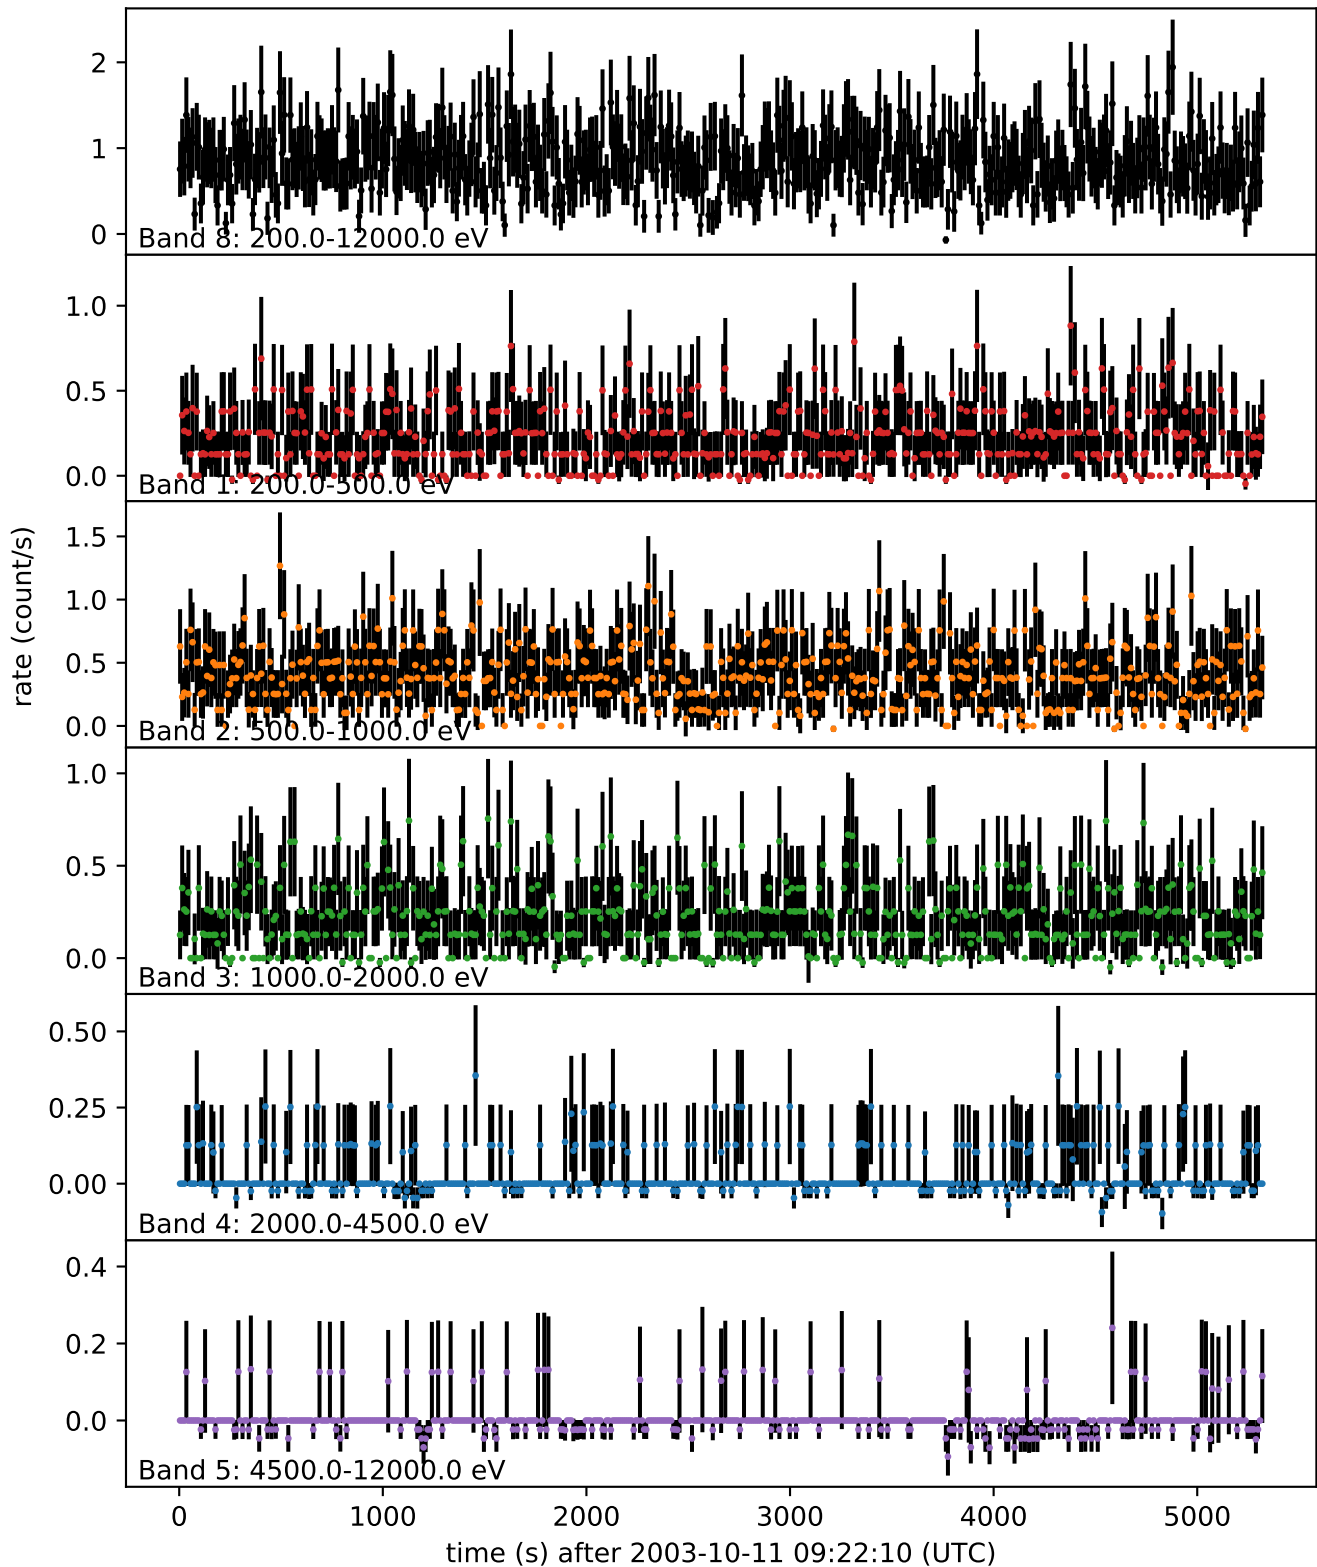 2
1
0
Band 8: 200.0-12000.0 eV
1.0
0.5
0.0
Band 1: 200.0-500.0 eV
1.5
1.0
0.5
0.0
Band 2: 500.0-1000.0 eV
1.0
0.5
0.0
Band 3: 1000.0-2000.0 eV
0.50
0.25
0.00
Band 4: 2000.0-4500.0 eV
0.4
0.2
0.0
Band 5: 4500.0-12000.0 eV
rate (count/s)
0 1000 2000 3000 4000 5000
time (s) after 2003-10-11 09:22:10 (UTC)